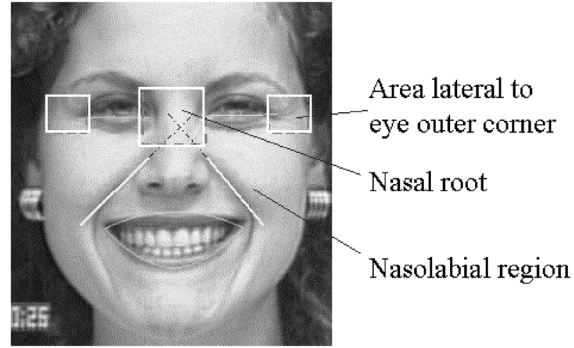 Area lateral to
eye outer corner
Nasal root
Nasolabial region
0:25